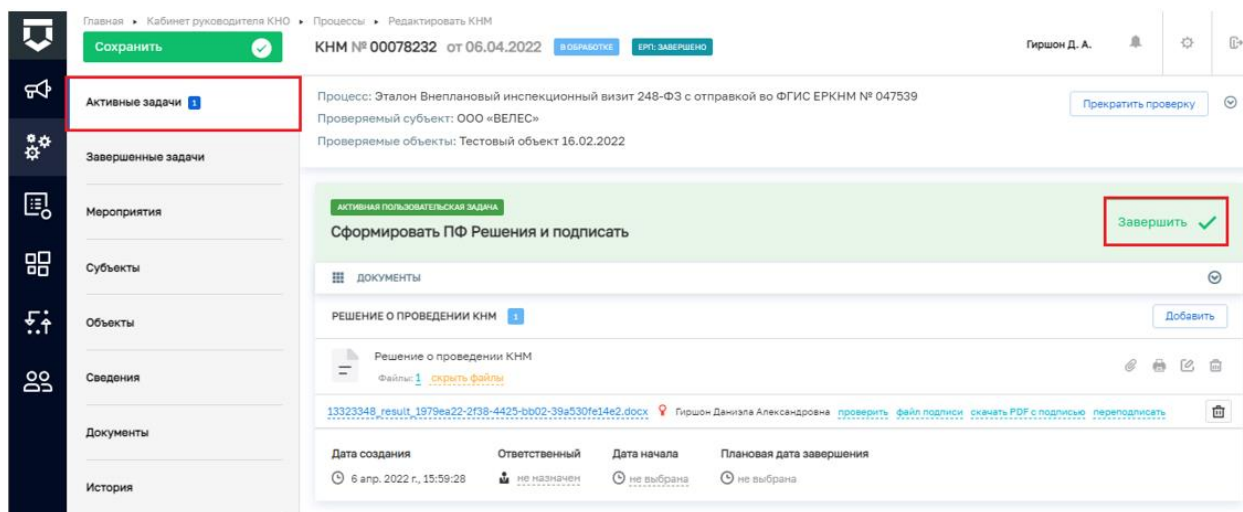 Главная ▸ Кабинет руководителя КНО ▸ Процессы ▸ Редактировать КНМ
Сохранить
КНМ № 00078232 от 06.04.2022 В ОБРАБОТКЕ ЕРП: ЗАВЕРШЕНО
Гиршон Д. А.
Активные задачи 1
Завершенные задачи
Мероприятия
Субъекты
Объекты
Сведения
Документы
История
Процесс: Эталон Внеплановый инспекционный визит 248-ФЗ с отправкой во ФГИС ЕРКНМ № 047539
Прекратить проверку
Проверяемый субъект: ООО «ВЕЛЕС»
Проверяемые объекты: Тестовый объект 16.02.2022
АКТИВНАЯ ПОЛЬЗОВАТЕЛЬСКАЯ ЗАДАЧА
Сформировать ПФ Решения и подписать
Завершить
ДОКУМЕНТЫ
РЕШЕНИЕ О ПРОВЕДЕНИИ КНМ 1
Добавить
Решение о проведении КНМ
Файлы: 1 скрыть файлы
13323348_result_1979ea22-2f38-4425-bb02-39a530fe14e2.docx Гиршон Даниэла Александровна проверить файл подписи скачать PDF с подписью переподписать
Дата создания Ответственный Дата начала Плановая дата завершения
6 апр. 2022 г., 15:59:28 не назначен не выбрана не выбрана